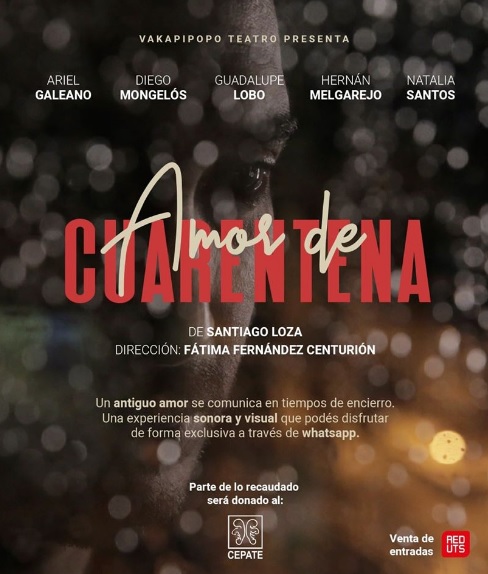 VAKAPIPOPO TEATRO PRESENTA
ARIEL GALEANO
DIEGO MONGELÓS
GUADALUPE LOBO
HERNÁN MELGAREJO
NATALIA SANTOS
Amor de
CUARENTENA
DE SANTIAGO LOZA
DIRECCIÓN: FÁTIMA FERNÁNDEZ CENTURIÓN
Un antiguo amor se comunica en tiempos de encierro.
Una experiencia sonora y visual que podés disfrutar
de forma exclusiva a través de whatsapp.
Parte de lo recaudado
será donado al:
CEPATE
Venta de
entradas
RED
UTS